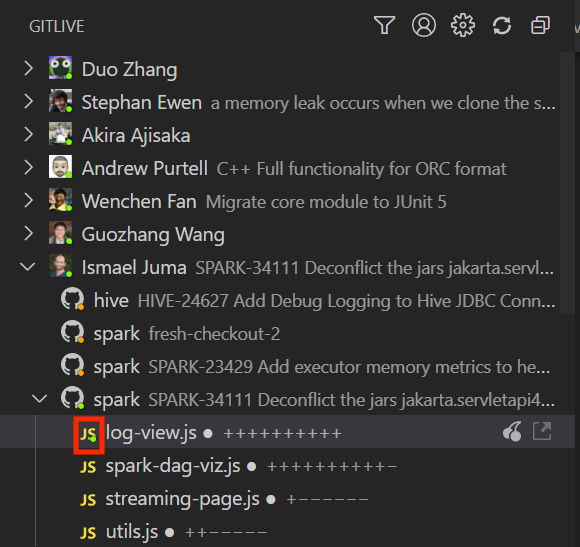 GITLIVE
Duo Zhang
Stephan Ewen a memory leak occurs when we clone the s...
Akira Ajisaka
Andrew Purtell C++ Full functionality for ORC format
Wenchen Fan Migrate core module to JUnit 5
Guozhang Wang
Ismael Juma SPARK-34111 Deconflict the jars jakarta.servl...
hive HIVE-24627 Add Debug Logging to Hive JDBC Conn...
spark fresh-checkout-2
spark SPARK-23429 Add executor memory metrics to he...
spark SPARK-34111 Deconflict the jars jakarta.servletapi4...
JS log-view.js ● ++++++++++
JS spark-dag-viz.js ● +++++++++−
JS streaming-page.js ● +−−−−−−
JS utils.js ● ++−−−−−